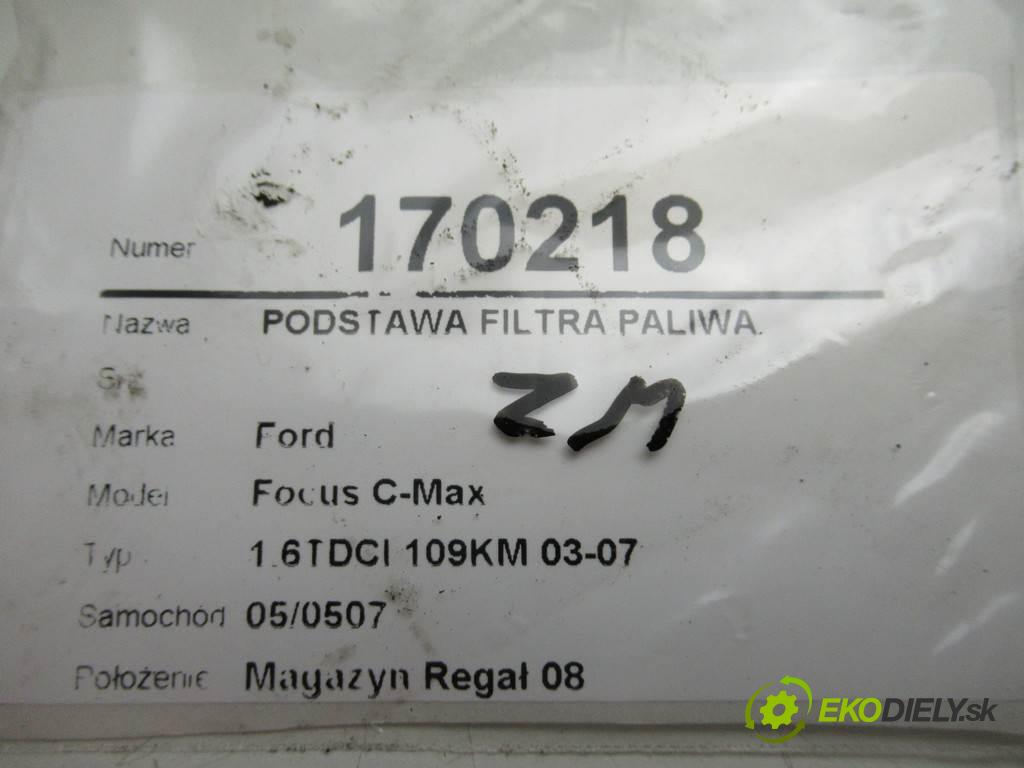 Numer 170218
Nazwa PODSTAWA FILTRA PALIWA
ZM
Marka Ford
Model Focus C-Max
Typ 1.6TDCI 109KM 03-07
Samochód 05/0507
Położenie Magazyn Regał 08
EKODIELY.sk